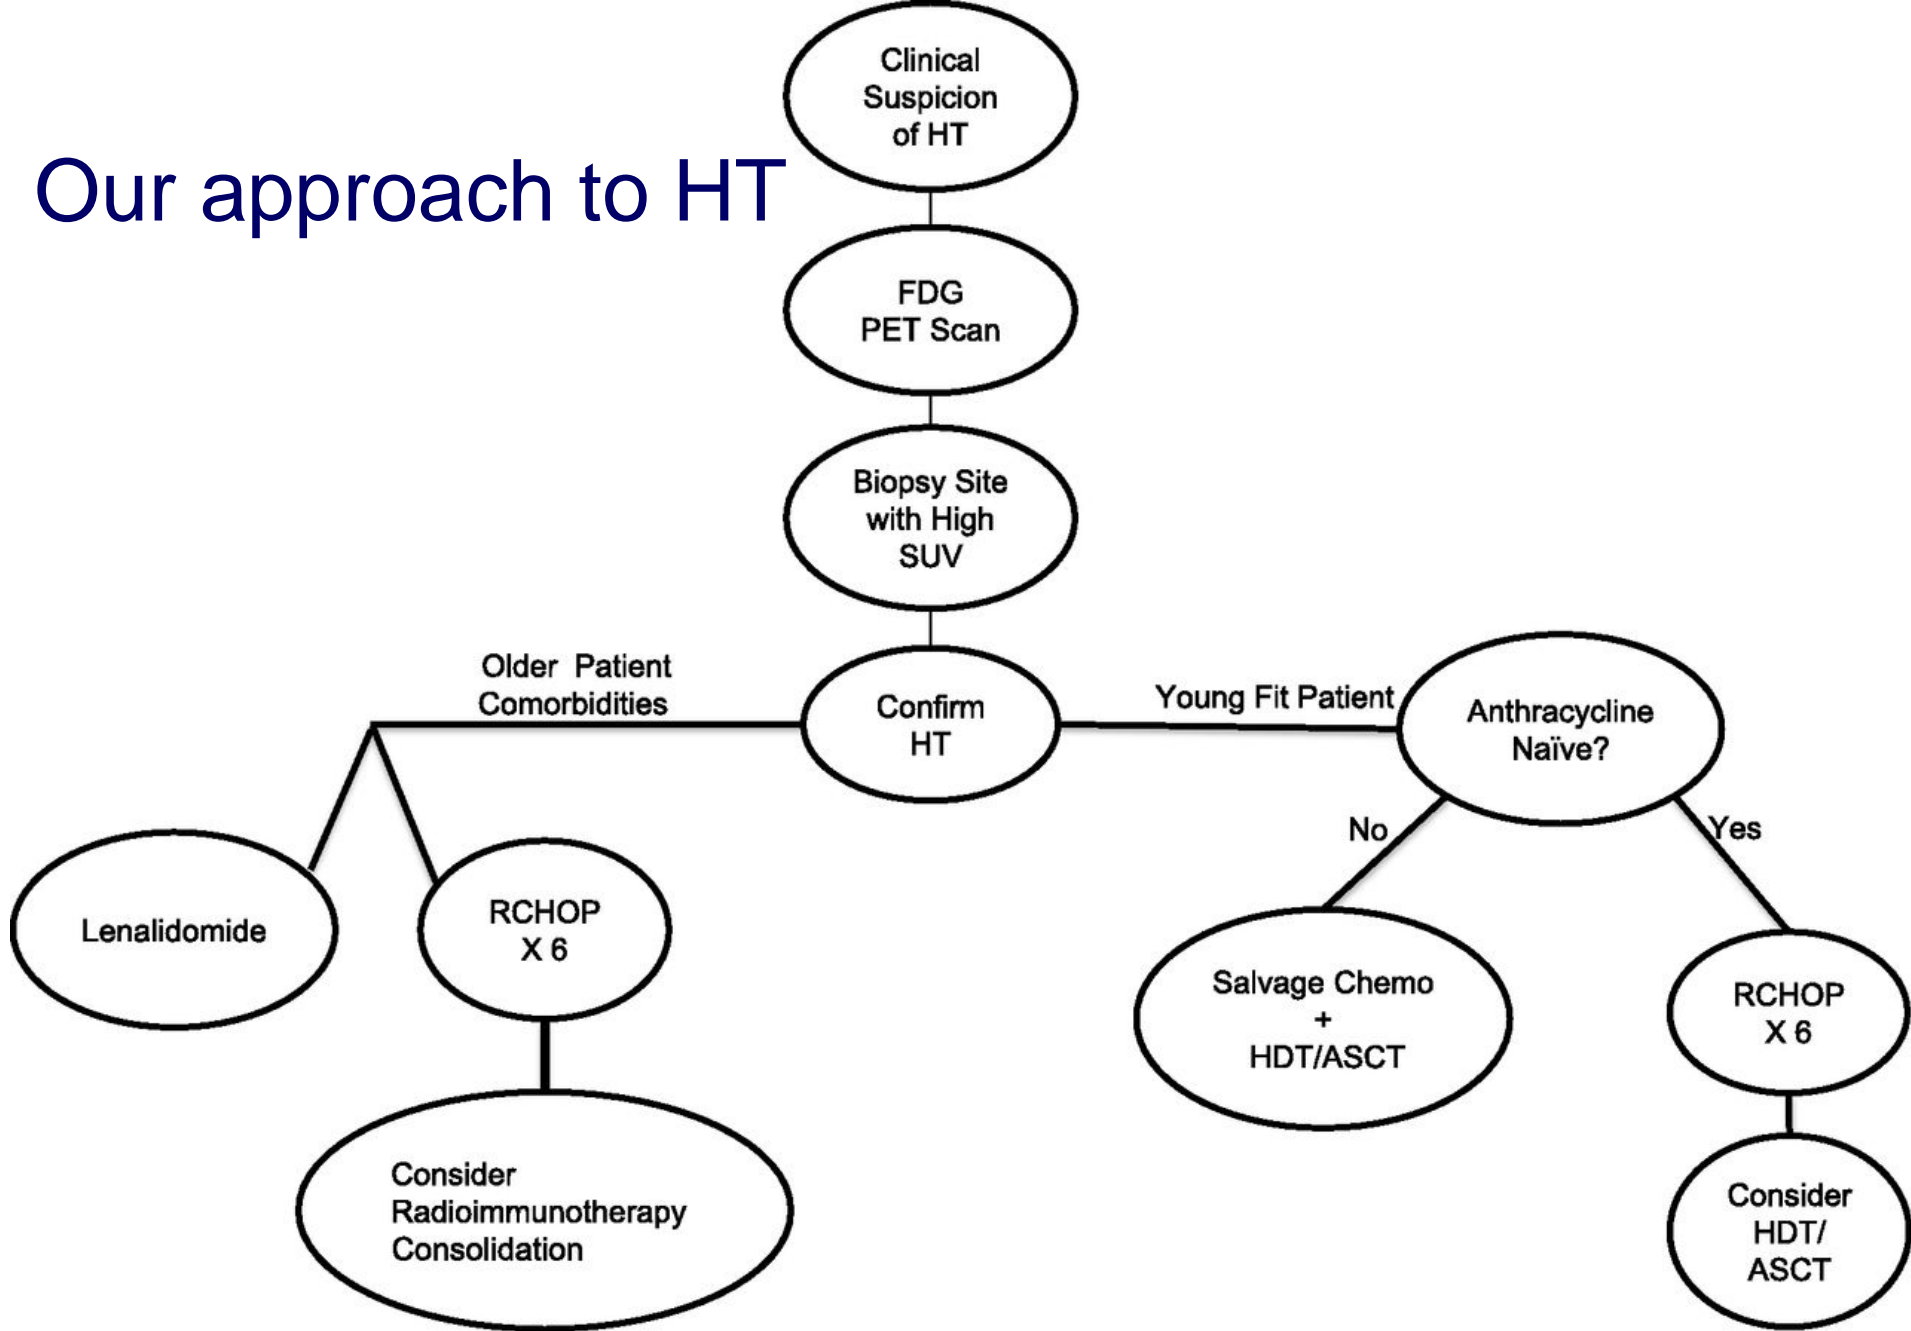 Clinical
Suspicion
of HT
Our approach to HT
FDG
PET Scan
Biopsy Site
with High
SUV
Older Patient
Comorbidities
Confirm
HT
Young Fit Patient
Anthracycline
Naïve?
No
Yes
Lenalidomide
RCHOP
X 6
Salvage Chemo
+
HDT/ASCT
RCHOP
X 6
Consider
Radioimmunotherapy
Consolidation
Consider
HDT/
ASCT